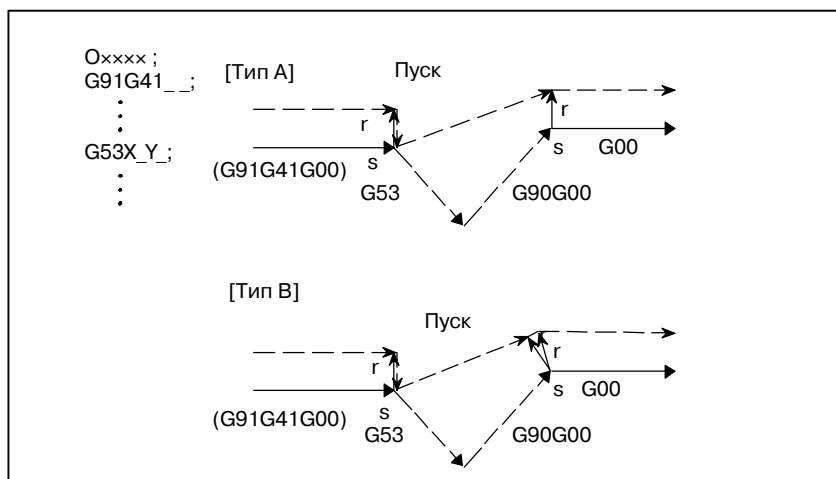 O×××× ;
G91G41_ _;
G53X_Y_;
[Тип A]
Пуск
r
r
s
(G91G41G00)
G53
s
G00
G90G00
[Тип B]
Пуск
r
r
s
(G91G41G00)
G53
s
G00
G90G00